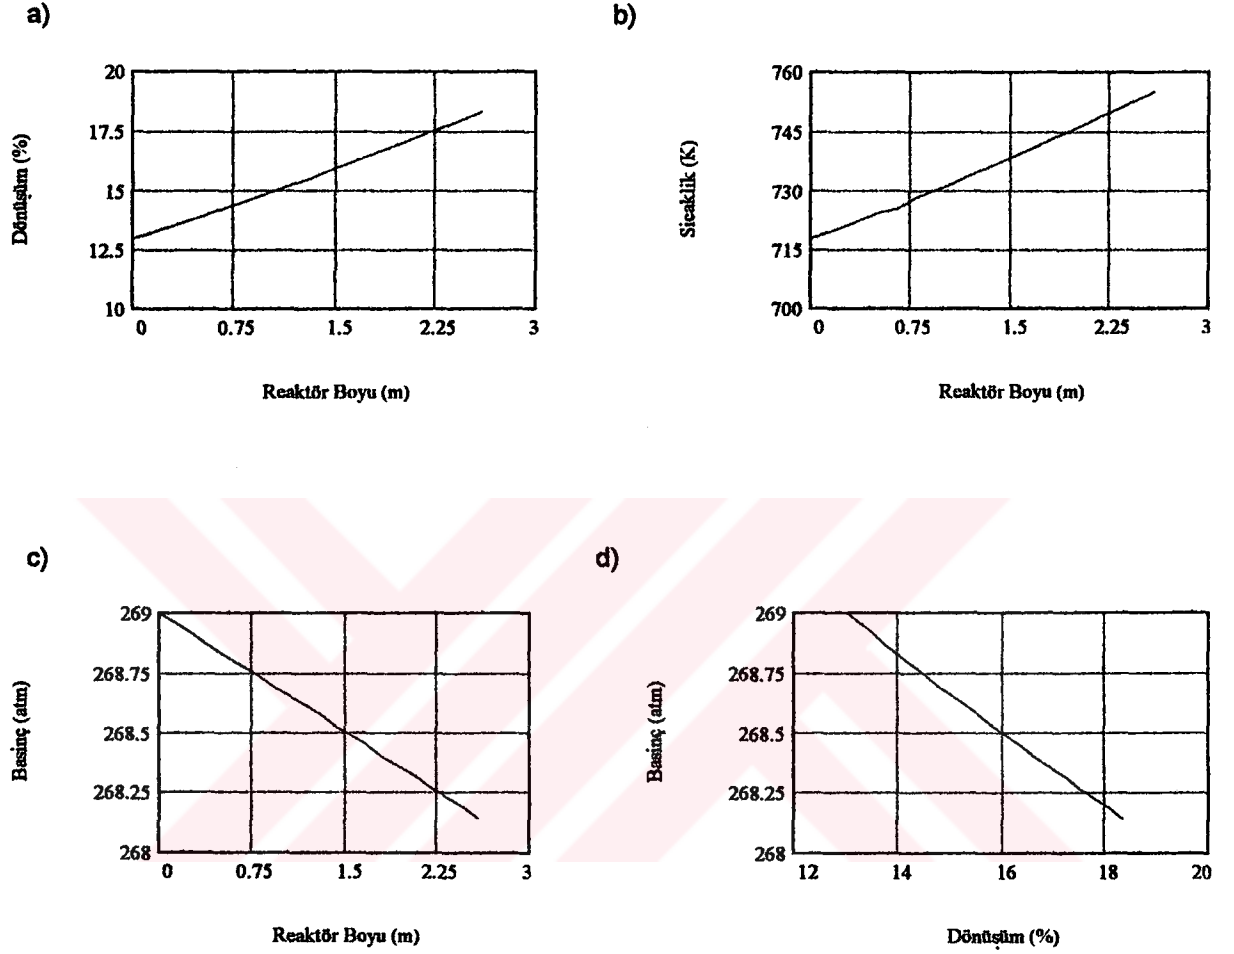 a)
20
17.5
15
12.5
10
Dönüşüm (%)
0 0.75 1.5 2.25 3
Reaktör Boyu (m)
b)
760
745
730
715
700
Sicaklik (K)
0 0.75 1.5 2.25 3
Reaktör Boyu (m)
c)
269
268.75
268.5
268.25
268
Basinç (atm)
0 0.75 1.5 2.25 3
Reaktör Boyu (m)
d)
269
268.75
268.5
268.25
268
Basinç (atm)
12 14 16 18 20
Dönüşüm (%)